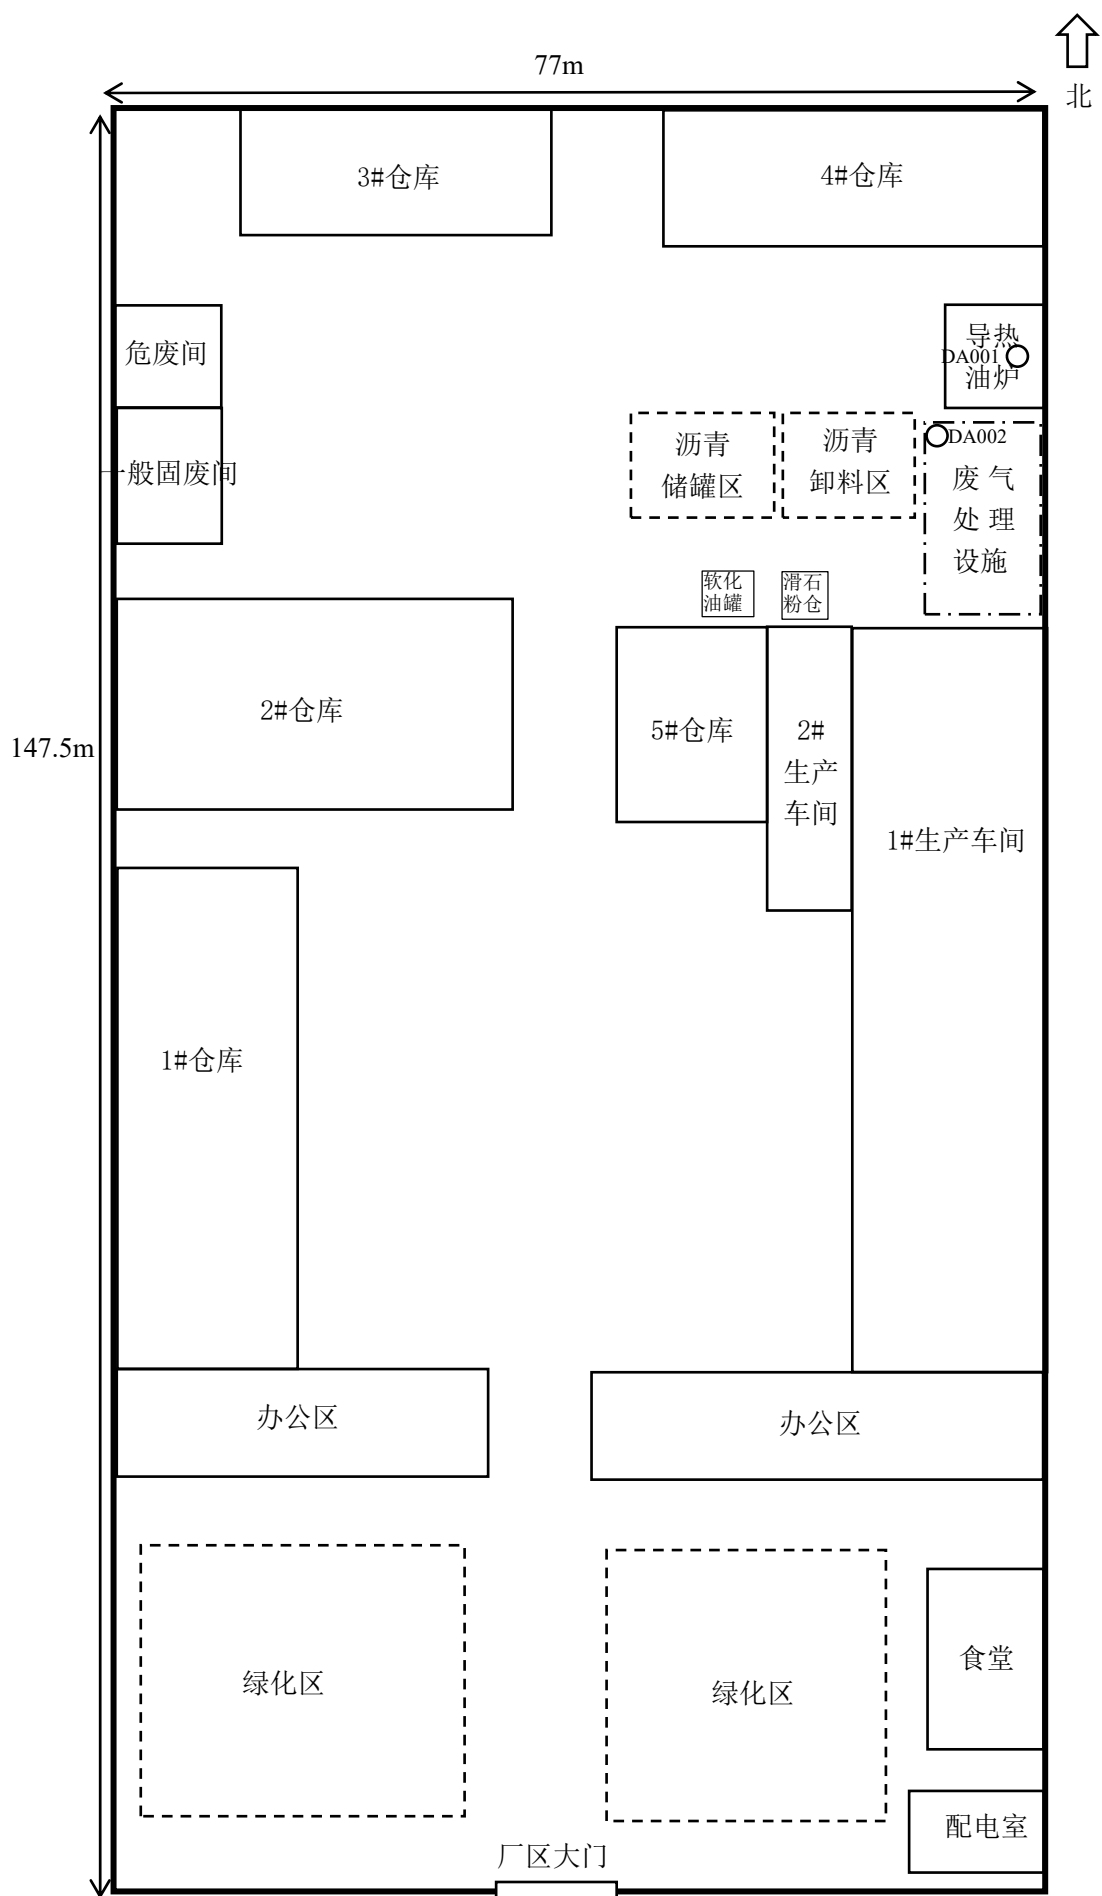 77m
北
3#仓库
4#仓库
危废间
导热
DA001
油炉
一般固废间
沥青
储罐区
沥青
卸料区
DA002
废气
处理
设施
软化
油罐
滑石
粉仓
2#仓库
5#仓库
2#
生产
车间
147.5m
1#生产车间
1#仓库
办公区
办公区
绿化区
绿化区
食堂
配电室
厂区大门